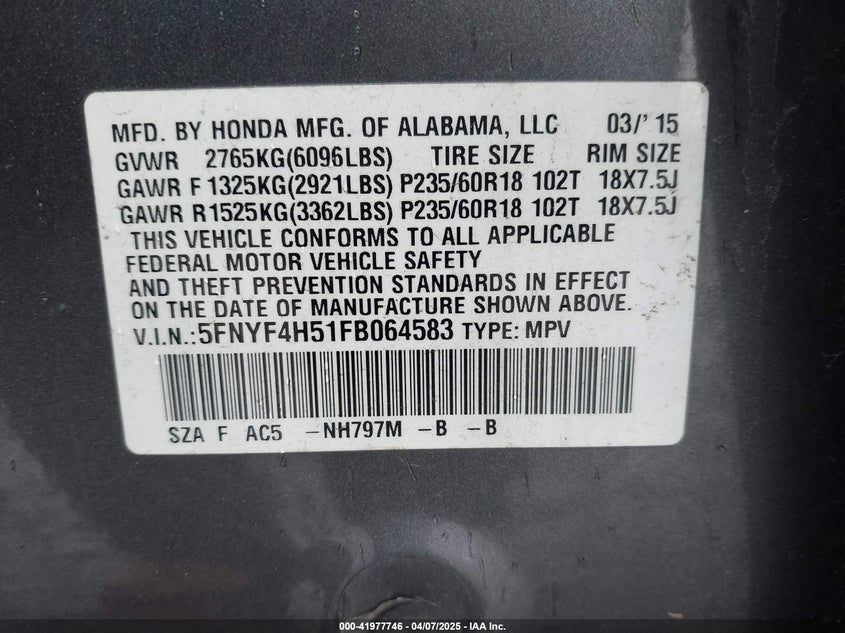 MFD. BY HONDA MFG. OF ALABAMA, LLC 03/' 15
GVWR 2765KG(6096LBS) TIRE SIZE RIM SIZE
GAWR F 1325KG(2921LBS) P235/60R18 102T 18X7.5J
GAWR R1525KG(3362LBS) P235/60R18 102T 18X7.5J
THIS VEHICLE CONFORMS TO ALL APPLICABLE
FEDERAL MOTOR VEHICLE SAFETY
AND THEFT PREVENTION STANDARDS IN EFFECT
ON THE DATE OF MANUFACTURE SHOWN ABOVE.
V.I.N.:5FNYF4H51FB064583 TYPE: MPV
SZA F AC5 -NH797M -B -B
000-41977746 - 04/07/2025 - IAA Inc.